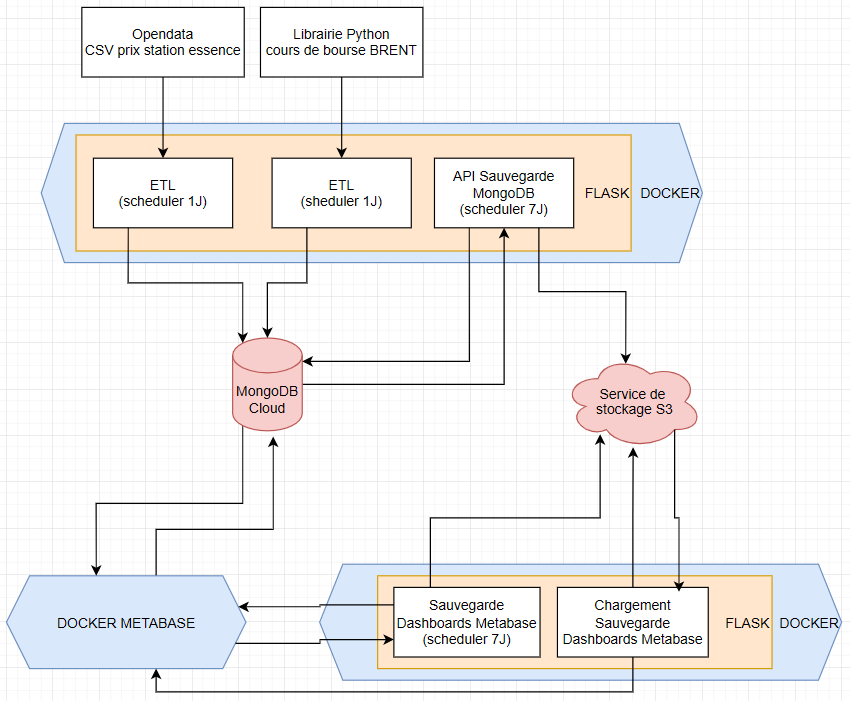 Opendata
CSV prix station essence
Librairie Python
cours de bourse BRENT
ETL
(scheduler 1J)
ETL
(sheduler 1J)
API Sauvegarde
MongoDB
(scheduler 7J)
FLASK
DOCKER
MongoDB
Cloud
Service de
stockage S3
DOCKER METABASE
Sauvegarde
Dashboards Metabase
(scheduler 7J)
Chargement
Sauvegarde
Dashboards Metabase
FLASK
DOCKER